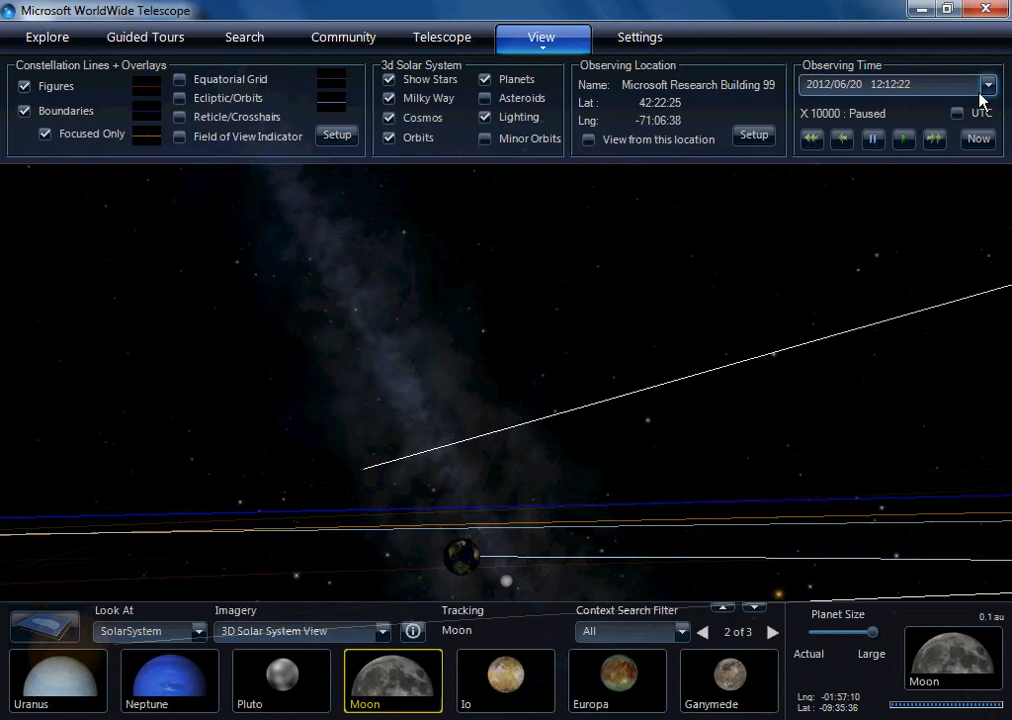 Microsoft WorldWide Telescope
Explore Guided Tours Search Community Telescope View Settings
Constellation Lines + Overlays
Figures
Boundaries
Focused Only
Equatorial Grid
Ecliptic/Orbits
Reticle/Crosshairs
Field of View Indicator
Setup
3d Solar System
Show Stars
Milky Way
Cosmos
Orbits
Planets
Asteroids
Lighting
Minor Orbits
Observing Location
Name: Microsoft Research Building 99
Lat : 42:22:25
Lng: -71:06:38
View from this location
Setup
Observing Time
2012/06/20 12:12:22
X 10000 : Paused
UTC
Now
Look At
SolarSystem
Imagery
3D Solar System View
Tracking
Moon
Context Search Filter
All
2 of 3
Uranus
Neptune
Pluto
Moon
Io
Europa
Ganymede
Planet Size
Actual Large
0.1 au
Moon
Lng: -01:57:10
Lat : -09:35:36